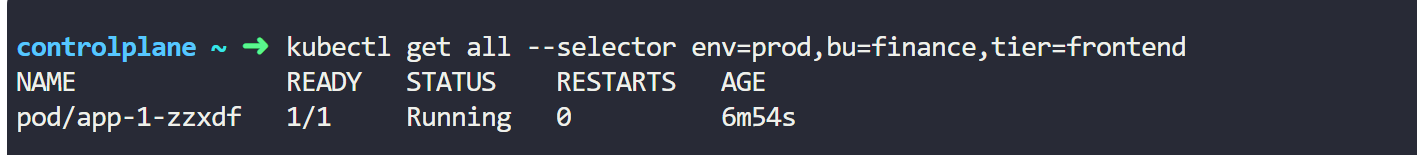 controlplane ~ ➜ kubectl get all --selector env=prod,bu=finance,tier=frontend
NAME READY STATUS RESTARTS AGE
pod/app-1-zzxdf 1/1 Running 0 6m54s